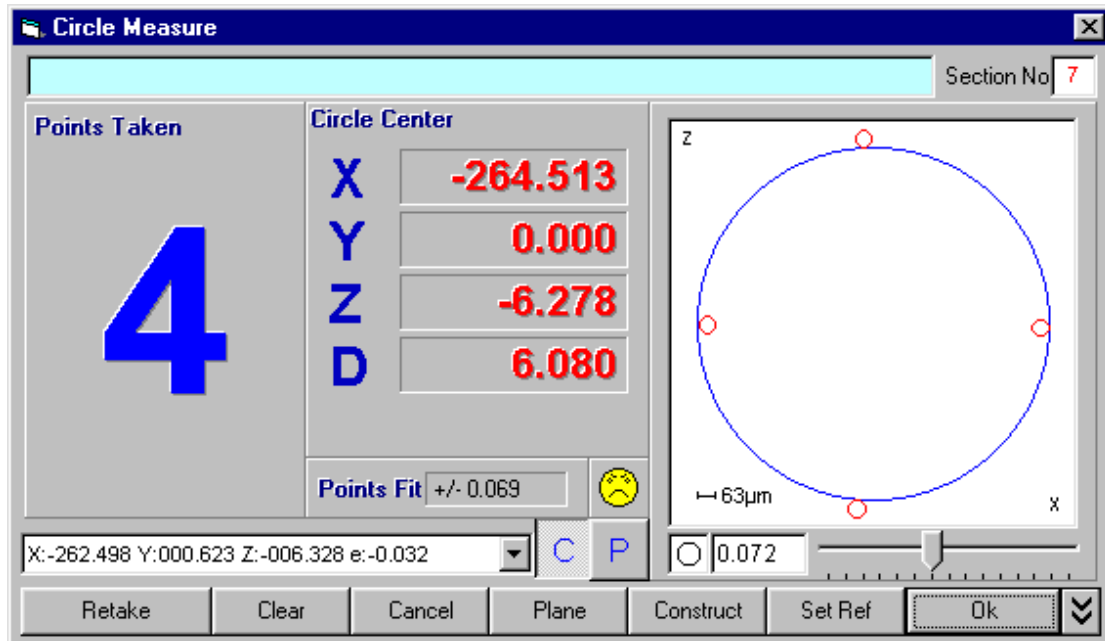 Circle Measure
Section No 7
Points Taken
4
Circle Center
X -264.513
Y 0.000
Z -6.278
D 6.080
Points Fit +/- 0.069
Z
63µm
X
X:-262.498 Y:000.623 Z:-006.328 e:-0.032
C P
0.072
Retake Clear Cancel Plane Construct Set Ref Ok